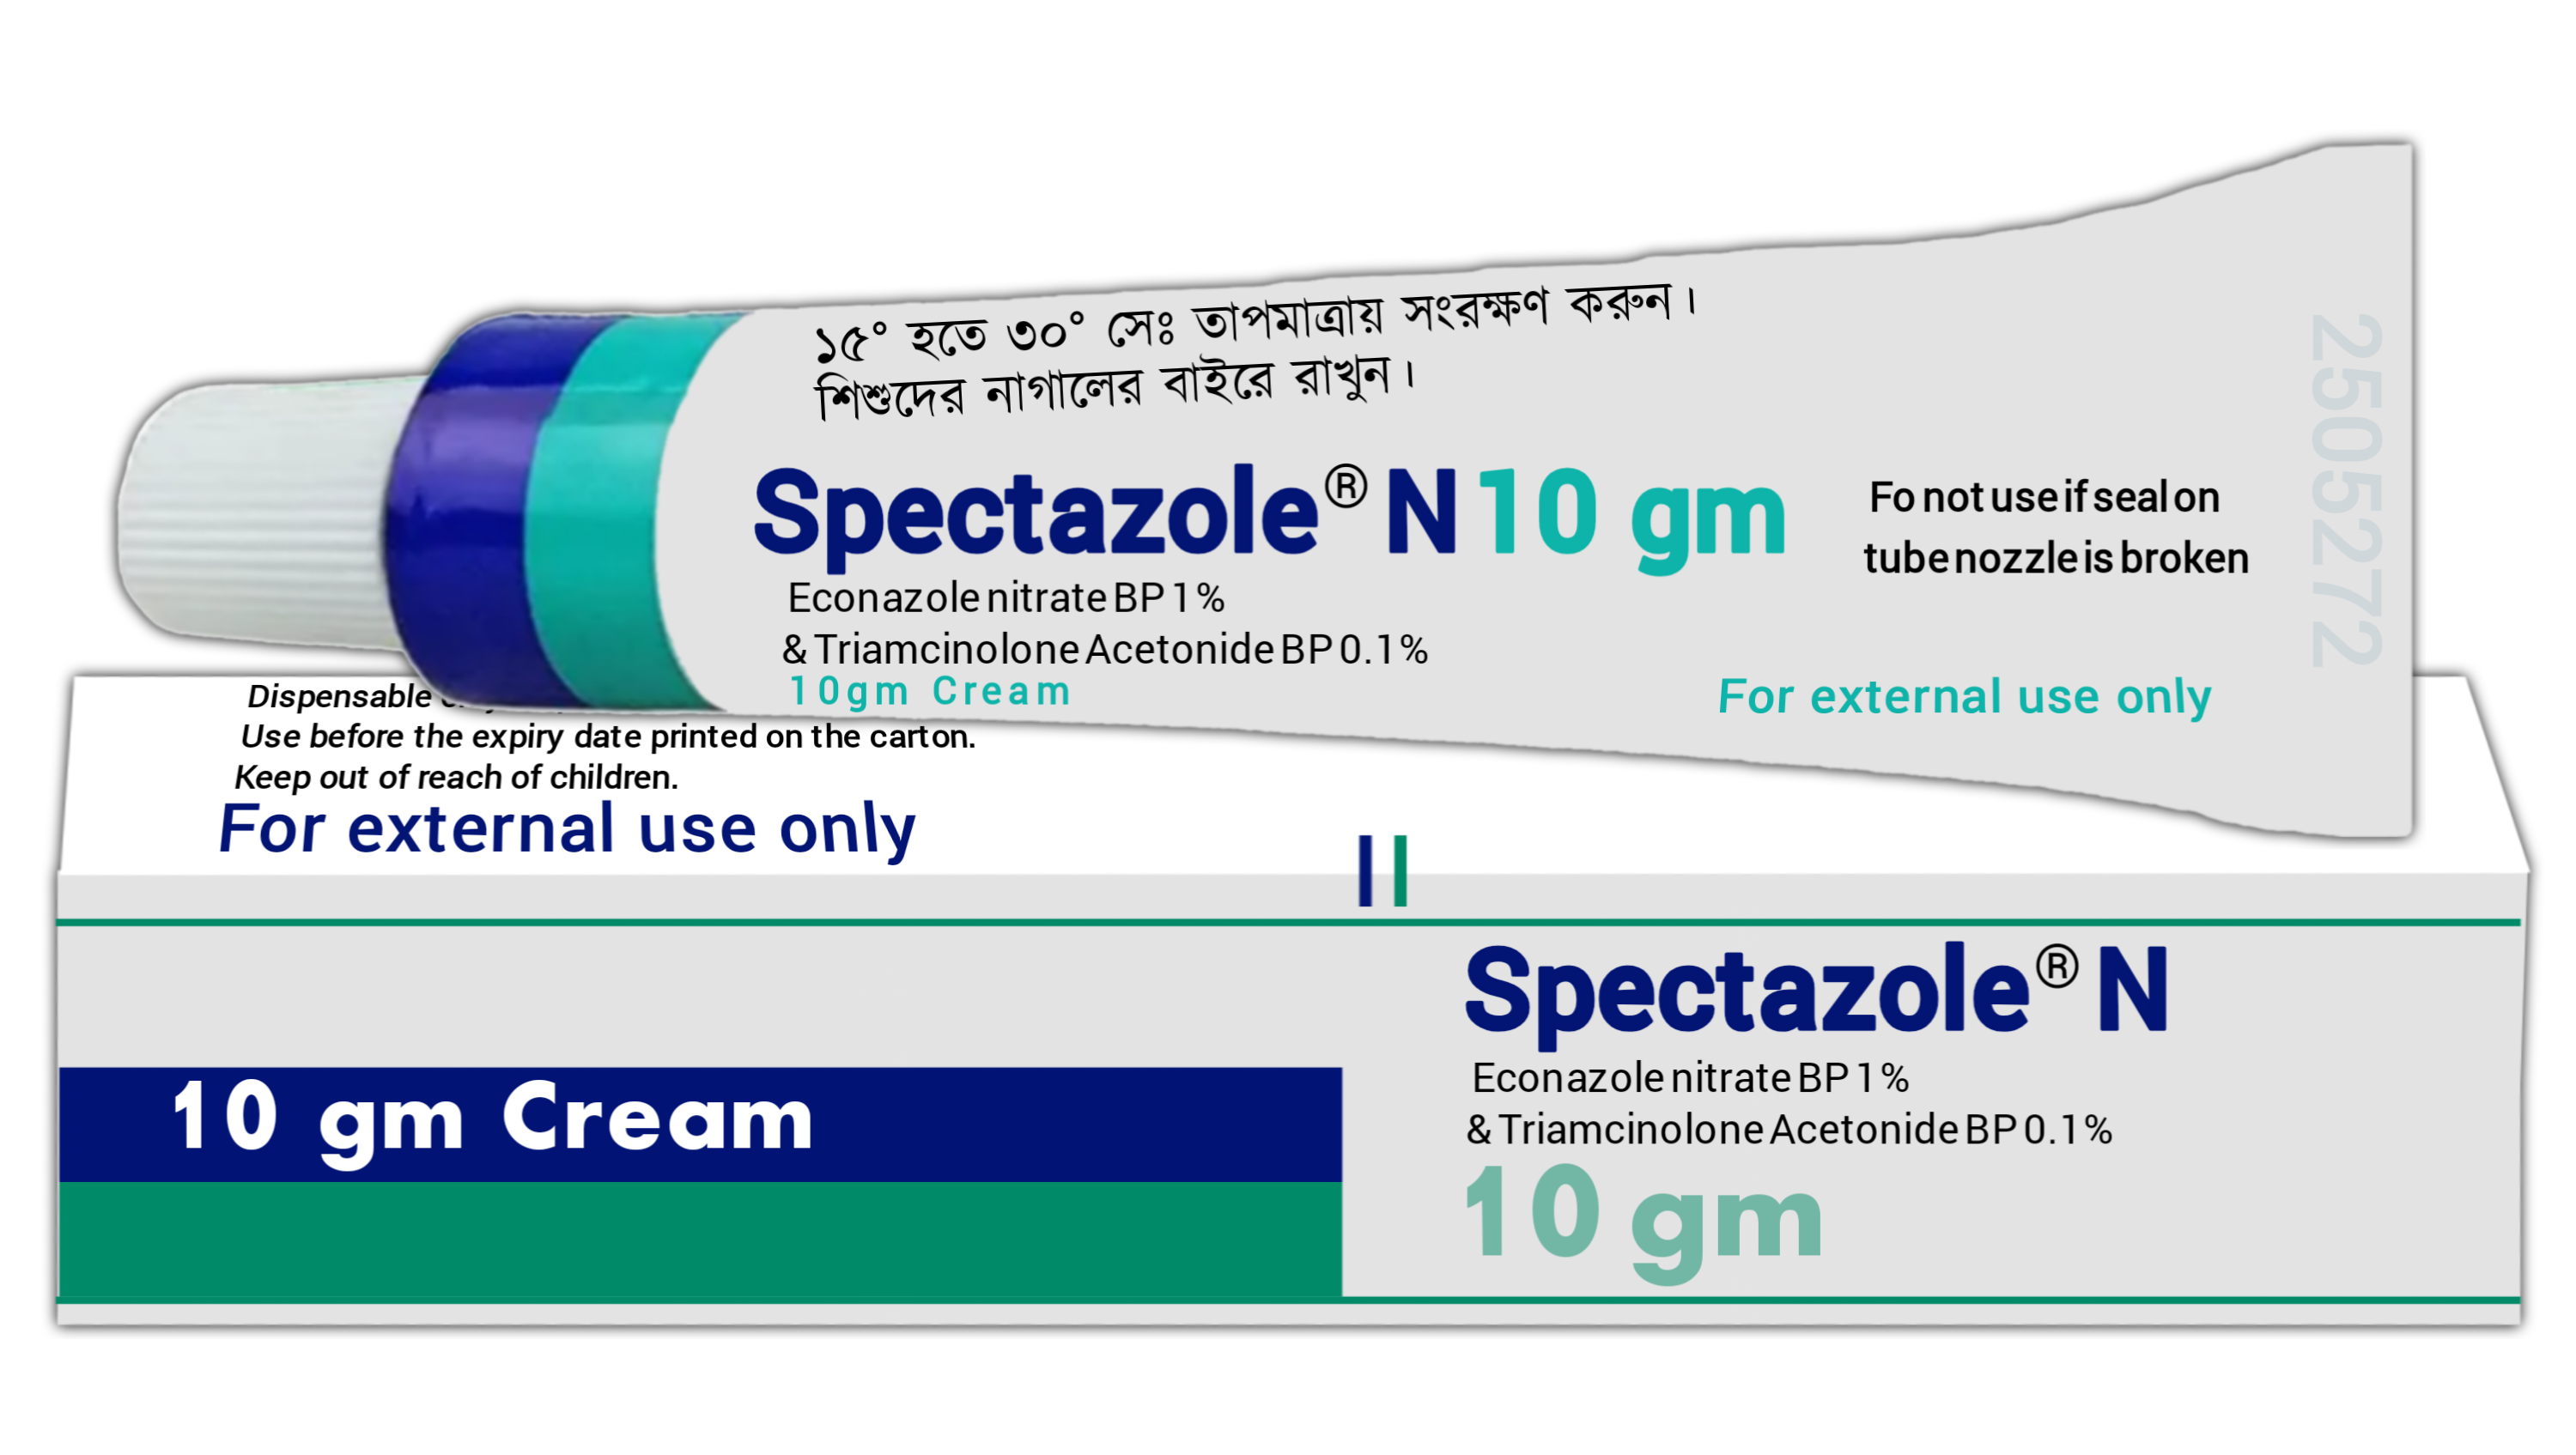 ১৫° হতে ৩০° সেঃ তাপমাত্রায় সংরক্ষণ করুন।
শিশুদের নাগালের বাইরে রাখুন।
Spectazole® N 10 gm
Econazole nitrate BP 1%
& Triamcinolone Acetonide BP 0.1%
10gm Cream
Fo not use if seal on
tube nozzle is broken
For external use only
2505272
Dispensable
Use before the expiry date printed on the carton.
Keep out of reach of children.
For external use only
10 gm Cream
Spectazole® N
Econazole nitrate BP 1%
& Triamcinolone Acetonide BP 0.1%
10 gm